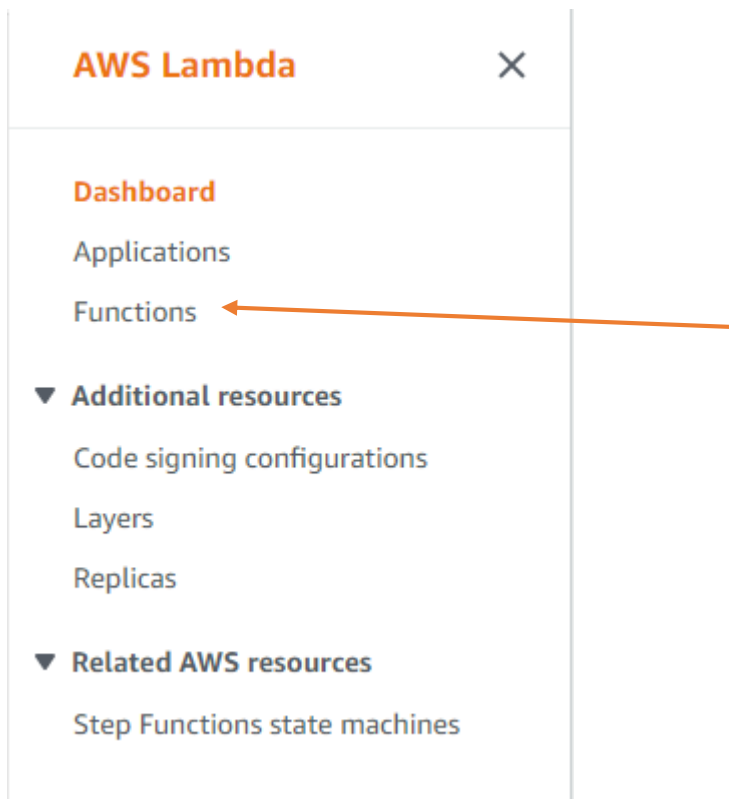 AWS Lambda
Dashboard
Applications
Functions
Additional resources
Code signing configurations
Layers
Replicas
Related AWS resources
Step Functions state machines